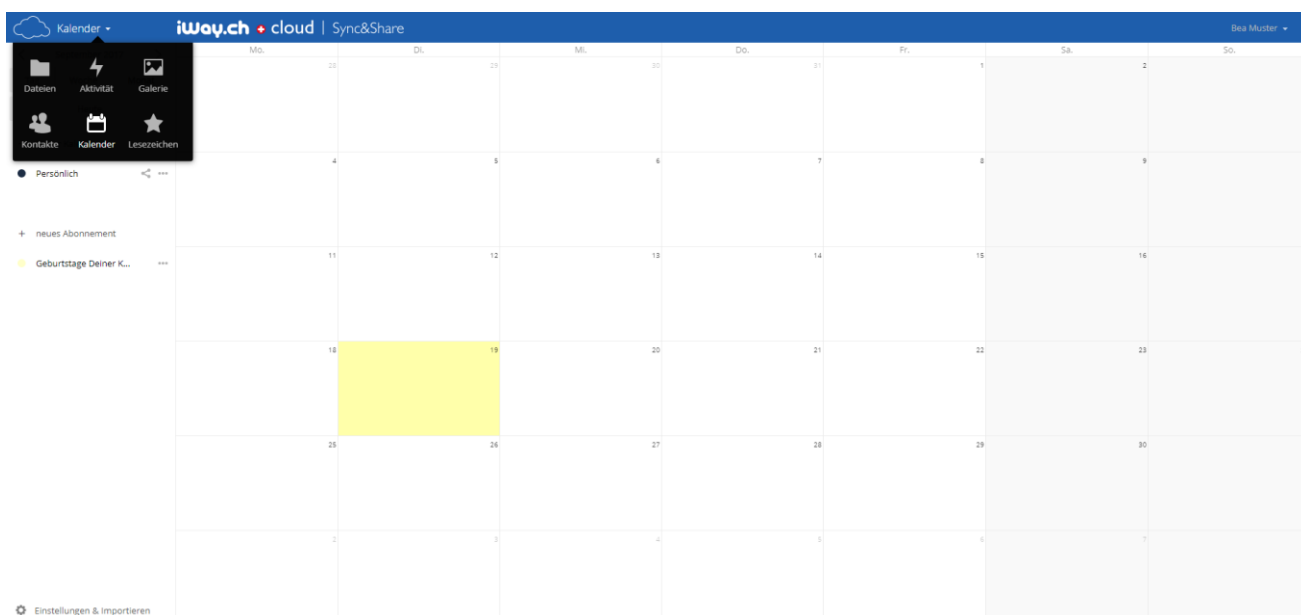 Kalender iway.ch cloud | Sync&Share Bea Muster
Mo. Di. Mi. Do. Fr. Sa. So.
Dateien Aktivität Galerie
Kontakte Kalender Lesezeichen
28 29 30 31 1 2
4 5 6 7 8 9
Persönlich
+ neues Abonnement
11 12 13 14 15 16
Geburtstage Deiner K...
18 19 20 21 22 23
25 26 27 28 29 30
2 3 4 5 6 7
Einstellungen & Importieren